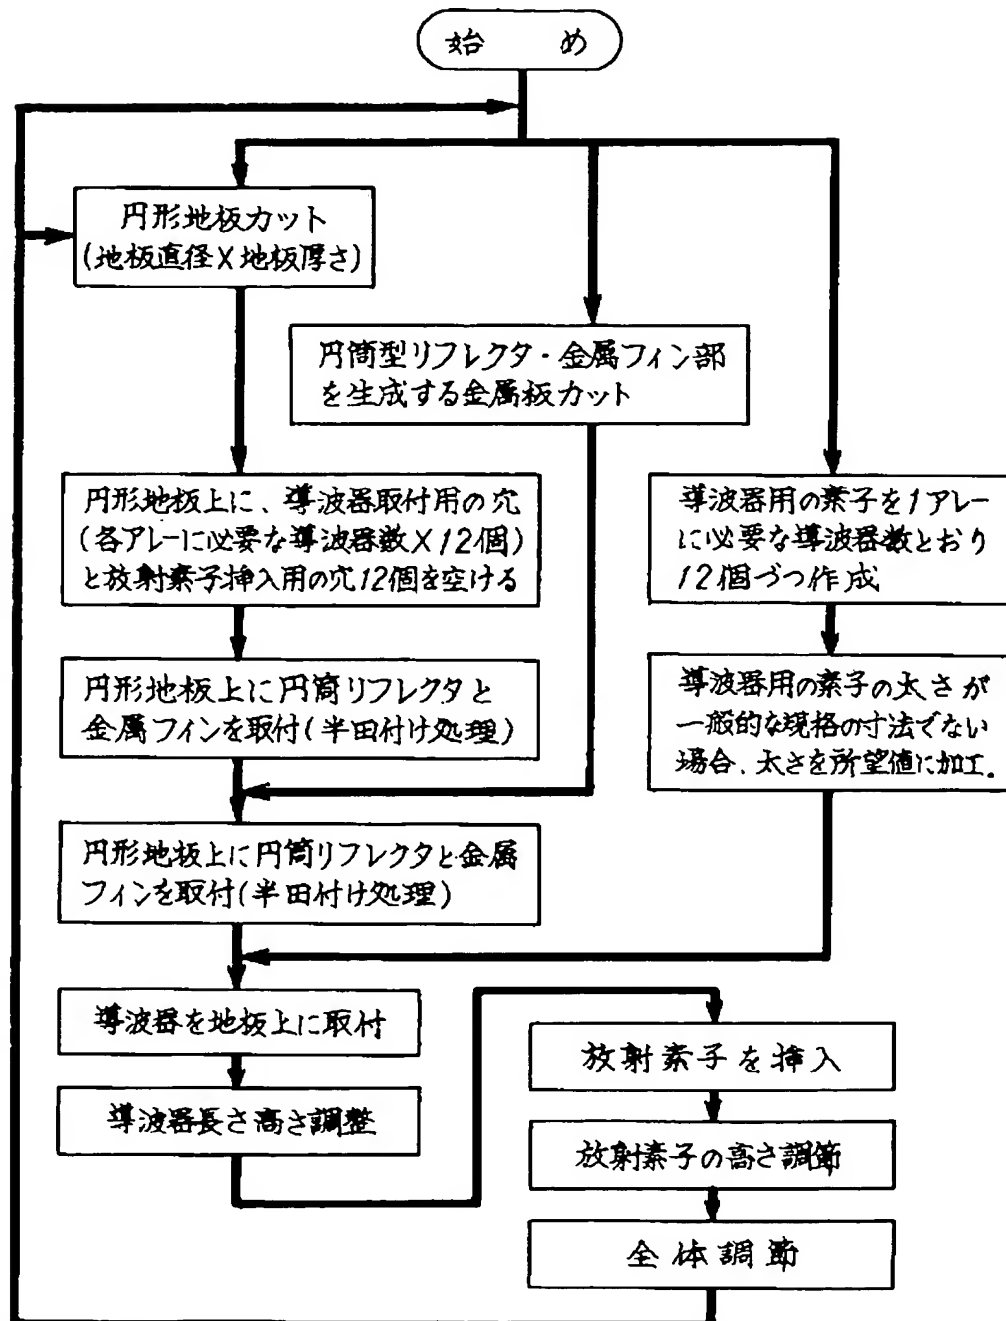 始 め
円形地板カット
(地板直径×地板厚さ)
円筒型リフレクタ・金属フィン部
を生成する金属板カット
円形地板上に、導波器取付用の穴
(各アレーに必要な導波器数×12個)
と放射素子挿入用の穴12個を空ける
導波器用の素子を1アレー
に必要な導波器数とおり
12個づつ作成
円形地板上に円筒リフレクタと
金属フィンを取付(半田付け処理)
導波器用の素子の太さが
一般的な規格の寸法でない
場合、太さを所望値に加工.
円形地板上に円筒リフレクタと金属
フィンを取付(半田付け処理)
導波器を地板上に取付
導波器長さ高さ調整
放射素子を挿入
放射素子の高さ調節
全体調節